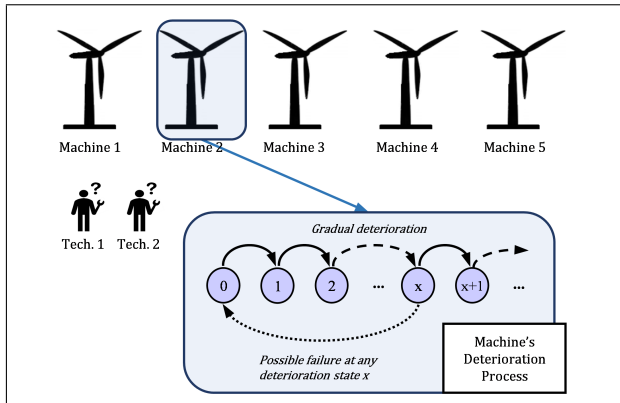 Machine 1
Machine 2
Machine 3
Machine 4
Machine 5
?
?
Tech. 1
Tech. 2
Gradual deterioration
0
1
2
...
x
x+1
...
Possible failure at any
deterioration state x
Machine's
Deterioration
Process